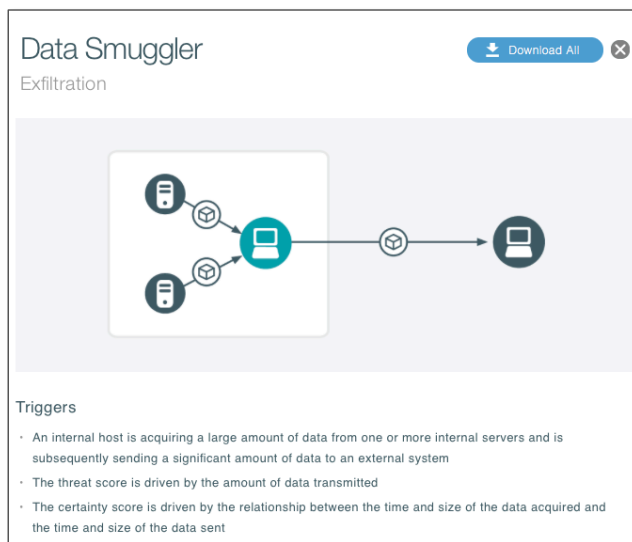 Data Smuggler
Download All
Exfiltration
Triggers
· An internal host is acquiring a large amount of data from one or more internal servers and is
subsequently sending a significant amount of data to an external system
· The threat score is driven by the amount of data transmitted
· The certainty score is driven by the relationship between the time and size of the data acquired and
the time and size of the data sent